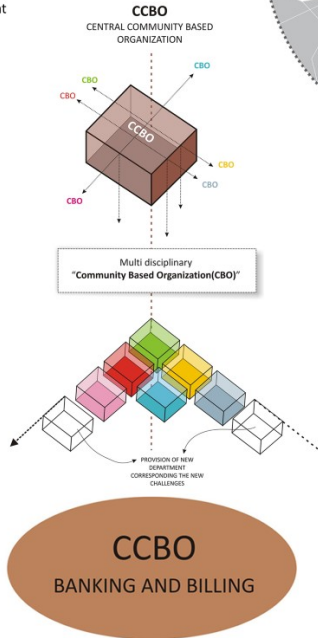 nt
CCBO
CENTRAL COMMUNITY BASED
ORGANIZATION
CBO
CBO
CBO
CCBO
CBO
CBO
CBO
Multi disciplinary
"Community Based Organization(CBO)"
PROVISION OF NEW
DEPARTMENT
CORRESPONDING THE NEW
CHALLENGES
CCBO
BANKING AND BILLING